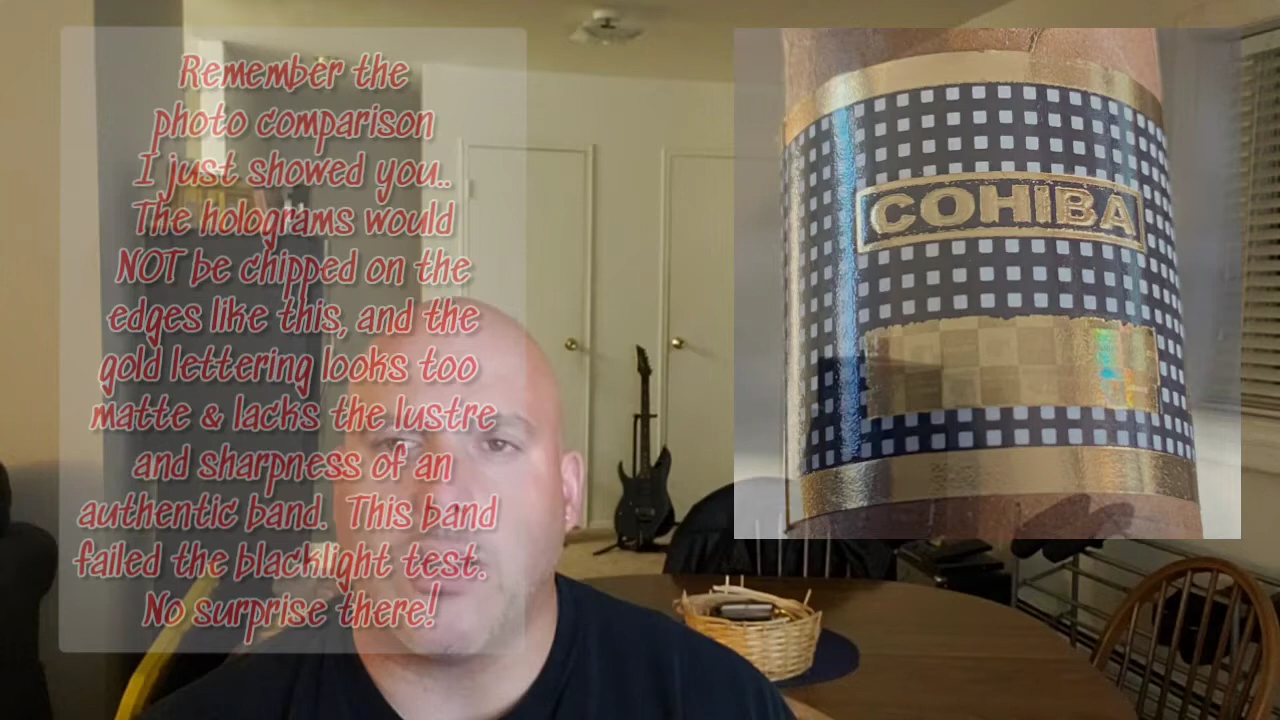 Remember the
photo comparison
I just showed you..
The holograms would
NOT be chipped on the
edges like this, and the
gold lettering looks too
matte & lacks the lustre
and sharpness of an
authentic band. This band
failed the blacklight test.
No surprise there!
COHIBA